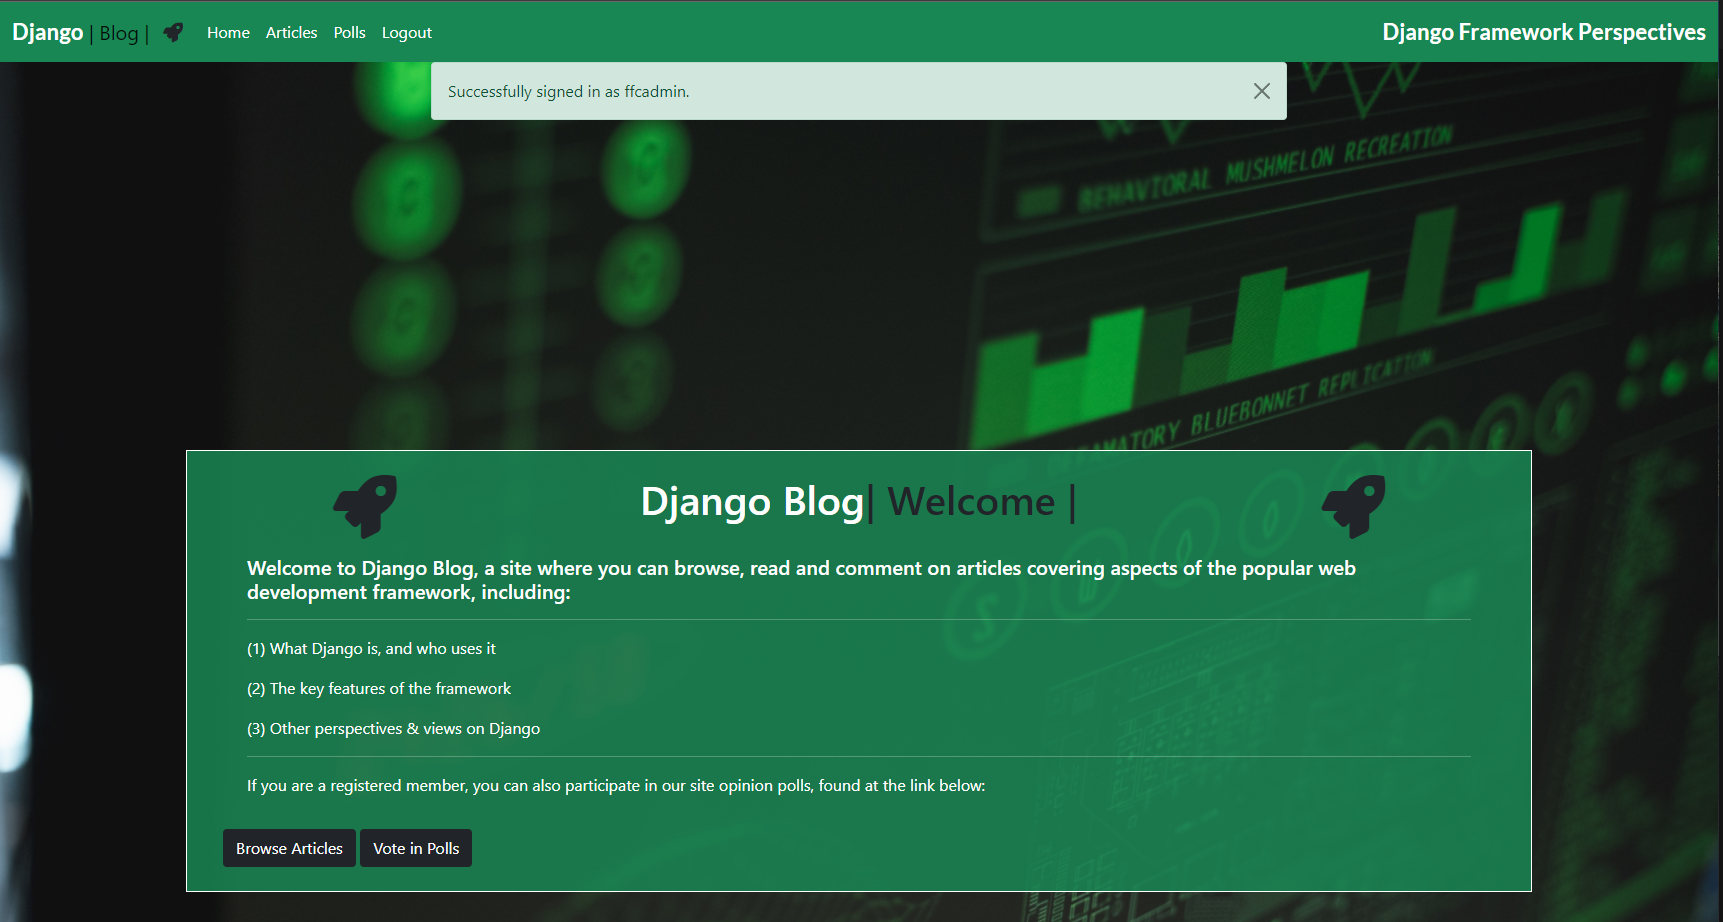 Django | Blog | Home Articles Polls Logout Django Framework Perspectives
Successfully signed in as ffcadmin.
BEHAVIORAL MUSHMELON RECREATION
BLUEBONNET REPLICATION
Django Blog| Welcome |
Welcome to Django Blog, a site where you can browse, read and comment on articles covering aspects of the popular web
development framework, including:
(1) What Django is, and who uses it
(2) The key features of the framework
(3) Other perspectives & views on Django
If you are a registered member, you can also participate in our site opinion polls, found at the link below:
Browse Articles Vote in Polls